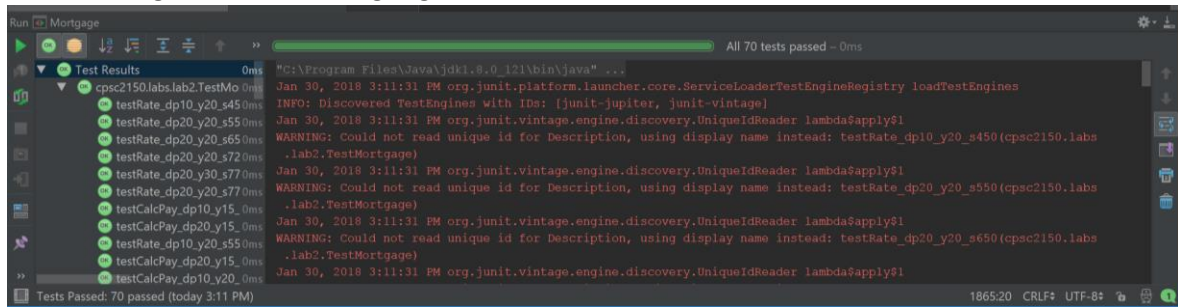 Run Mortgage
All 70 tests passed – 0ms
Test Results 0ms
cpsc2150.labs.lab2.TestMo 0ms
testRate_dp10_y20_s45 0ms
testRate_dp20_y20_s55 0ms
testRate_dp20_y20_s65 0ms
testRate_dp20_y20_s72 0ms
testRate_dp20_y30_s77 0ms
testRate_dp20_y20_s77 0ms
testCalcPay_dp10_y15_ 0ms
testCalcPay_dp20_y15_ 0ms
testRate_dp10_y20_s55 0ms
testCalcPay_dp20_y15_ 0ms
testCalcPay_dp10_y20_ 0ms
"C:\Program Files\Java\jdk1.8.0_121\bin\java" ...
Jan 30, 2018 3:11:31 PM org.junit.platform.launcher.core.ServiceLoaderTestEngineRegistry loadTestEngines
INFO: Discovered TestEngines with IDs: [junit-jupiter, junit-vintage]
Jan 30, 2018 3:11:31 PM org.junit.vintage.engine.discovery.UniqueIdReader lambda$apply$1
WARNING: Could not read unique id for Description, using display name instead: testRate_dp10_y20_s450(cpsc2150.labs
.lab2.TestMortgage)
Jan 30, 2018 3:11:31 PM org.junit.vintage.engine.discovery.UniqueIdReader lambda$apply$1
WARNING: Could not read unique id for Description, using display name instead: testRate_dp20_y20_s550(cpsc2150.labs
.lab2.TestMortgage)
Jan 30, 2018 3:11:31 PM org.junit.vintage.engine.discovery.UniqueIdReader lambda$apply$1
WARNING: Could not read unique id for Description, using display name instead: testRate_dp20_y20_s650(cpsc2150.labs
.lab2.TestMortgage)
Jan 30, 2018 3:11:31 PM org.junit.vintage.engine.discovery.UniqueIdReader lambda$apply$1
Tests Passed: 70 passed (today 3:11 PM) 1865:20 CRLF UTF-8 1